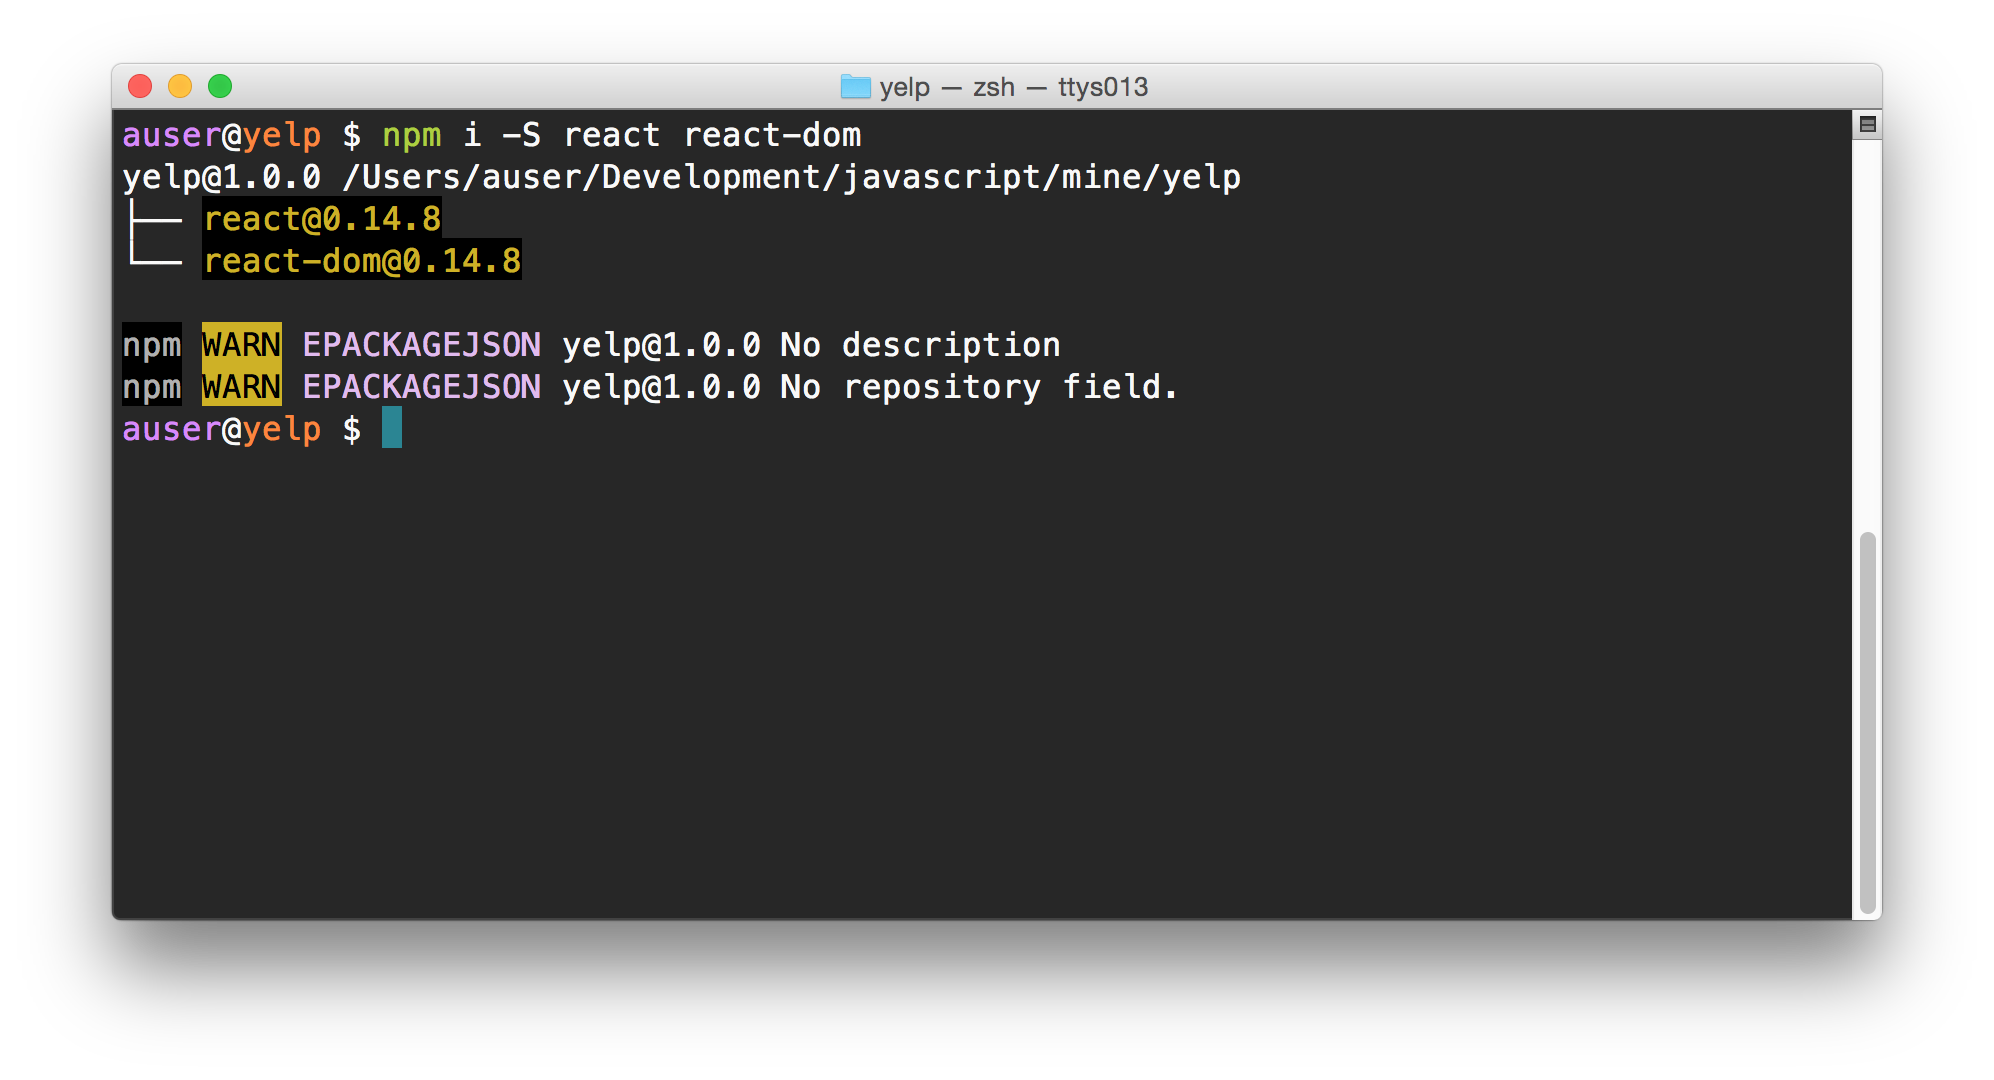 yelp — zsh — ttys013
auser@yelp $ npm i -S react react-dom
yelp@1.0.0 /Users/auser/Development/javascript/mine/yelp
├── react@0.14.8
└── react-dom@0.14.8
npm WARN EPACKAGEJSON yelp@1.0.0 No description
npm WARN EPACKAGEJSON yelp@1.0.0 No repository field.
auser@yelp $